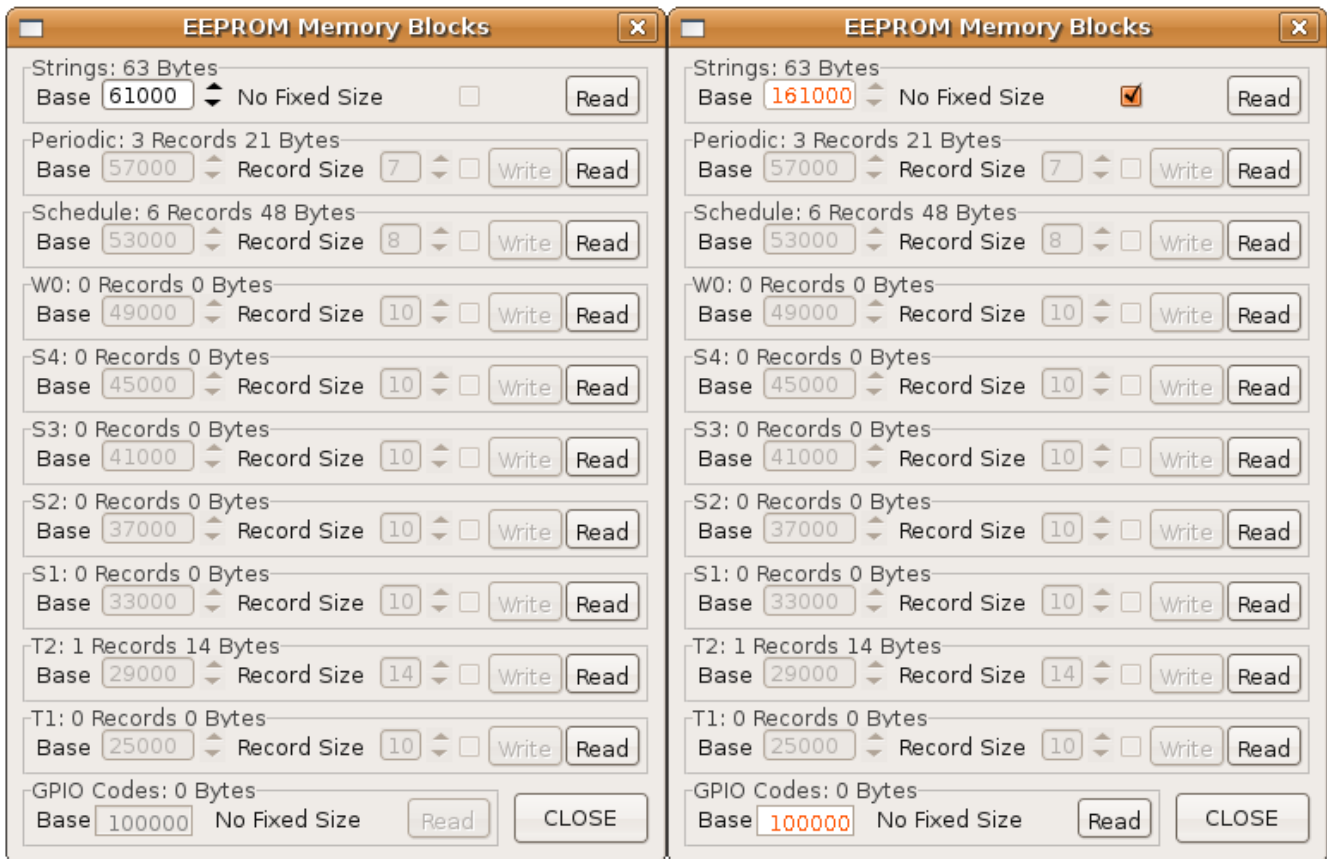 EEPROM Memory Blocks
Strings: 63 Bytes
Base 61000 No Fixed Size Read
Periodic: 3 Records 21 Bytes
Base 57000 Record Size 7 Write Read
Schedule: 6 Records 48 Bytes
Base 53000 Record Size 8 Write Read
W0: 0 Records 0 Bytes
Base 49000 Record Size 10 Write Read
S4: 0 Records 0 Bytes
Base 45000 Record Size 10 Write Read
S3: 0 Records 0 Bytes
Base 41000 Record Size 10 Write Read
S2: 0 Records 0 Bytes
Base 37000 Record Size 10 Write Read
S1: 0 Records 0 Bytes
Base 33000 Record Size 10 Write Read
T2: 1 Records 14 Bytes
Base 29000 Record Size 14 Write Read
T1: 0 Records 0 Bytes
Base 25000 Record Size 10 Write Read
GPIO Codes: 0 Bytes
Base 100000 No Fixed Size Read CLOSE
EEPROM Memory Blocks
Strings: 63 Bytes
Base 161000 No Fixed Size Read
Periodic: 3 Records 21 Bytes
Base 57000 Record Size 7 Write Read
Schedule: 6 Records 48 Bytes
Base 53000 Record Size 8 Write Read
W0: 0 Records 0 Bytes
Base 49000 Record Size 10 Write Read
S4: 0 Records 0 Bytes
Base 45000 Record Size 10 Write Read
S3: 0 Records 0 Bytes
Base 41000 Record Size 10 Write Read
S2: 0 Records 0 Bytes
Base 37000 Record Size 10 Write Read
S1: 0 Records 0 Bytes
Base 33000 Record Size 10 Write Read
T2: 1 Records 14 Bytes
Base 29000 Record Size 14 Write Read
T1: 0 Records 0 Bytes
Base 25000 Record Size 10 Write Read
GPIO Codes: 0 Bytes
Base 100000 No Fixed Size Read CLOSE